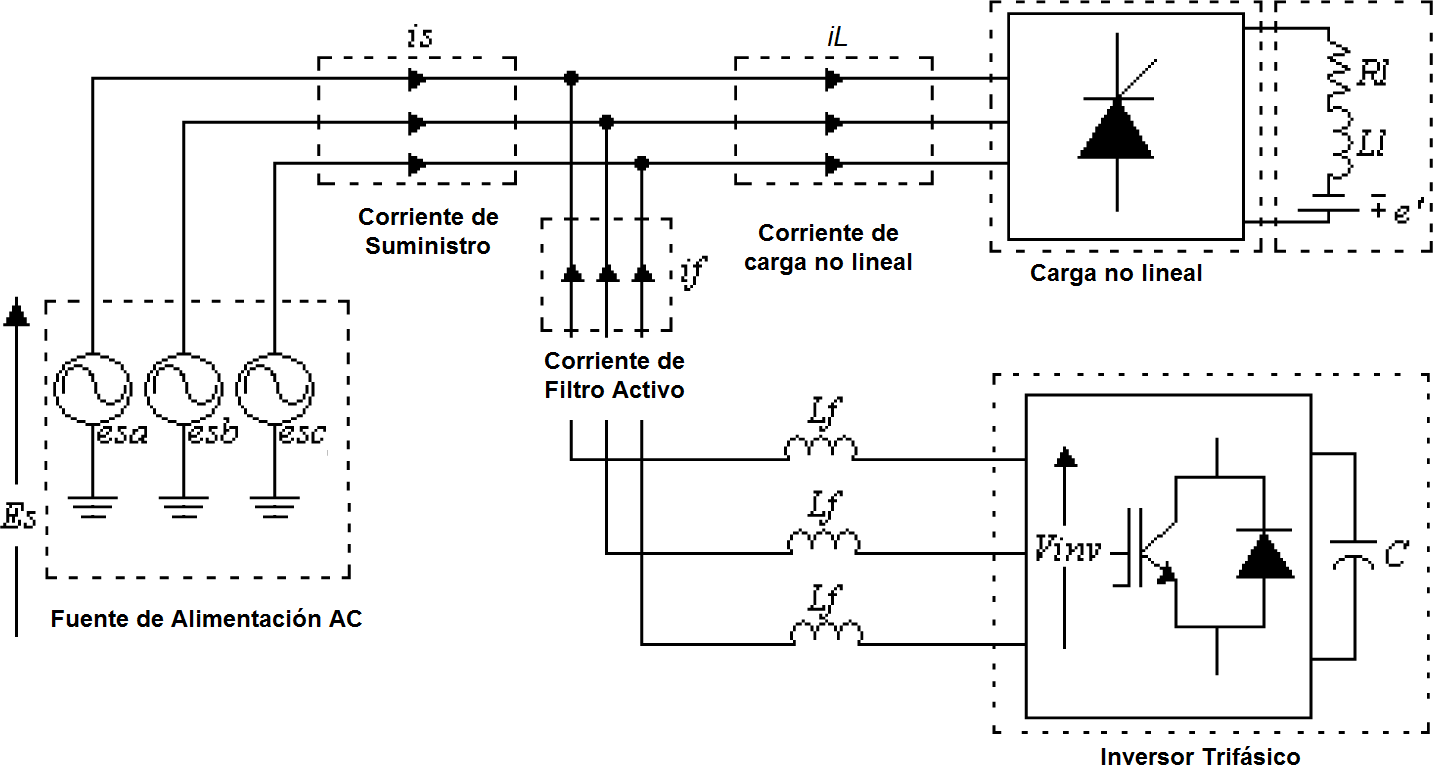 is
iL
Rl
Ll
e'
Corriente de
Suministro
Corriente de
carga no lineal
if
Carga no lineal
Corriente de
Filtro Activo
esa
esb
esc
Es
Fuente de Alimentación AC
Lf
Lf
Lf
Vinv
C
Inversor Trifásico